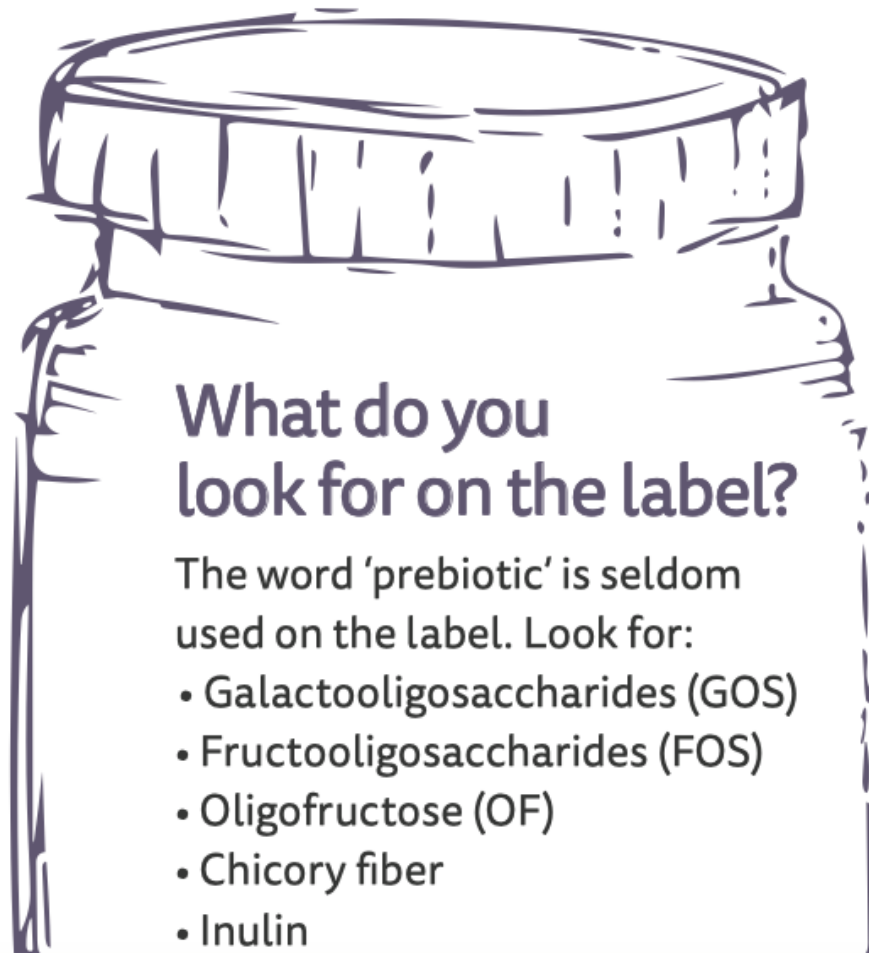 What do you
look for on the label?
The word ‘prebiotic’ is seldom
used on the label. Look for:
• Galactooligosaccharides (GOS)
• Fructooligosaccharides (FOS)
• Oligofructose (OF)
• Chicory fiber
• Inulin